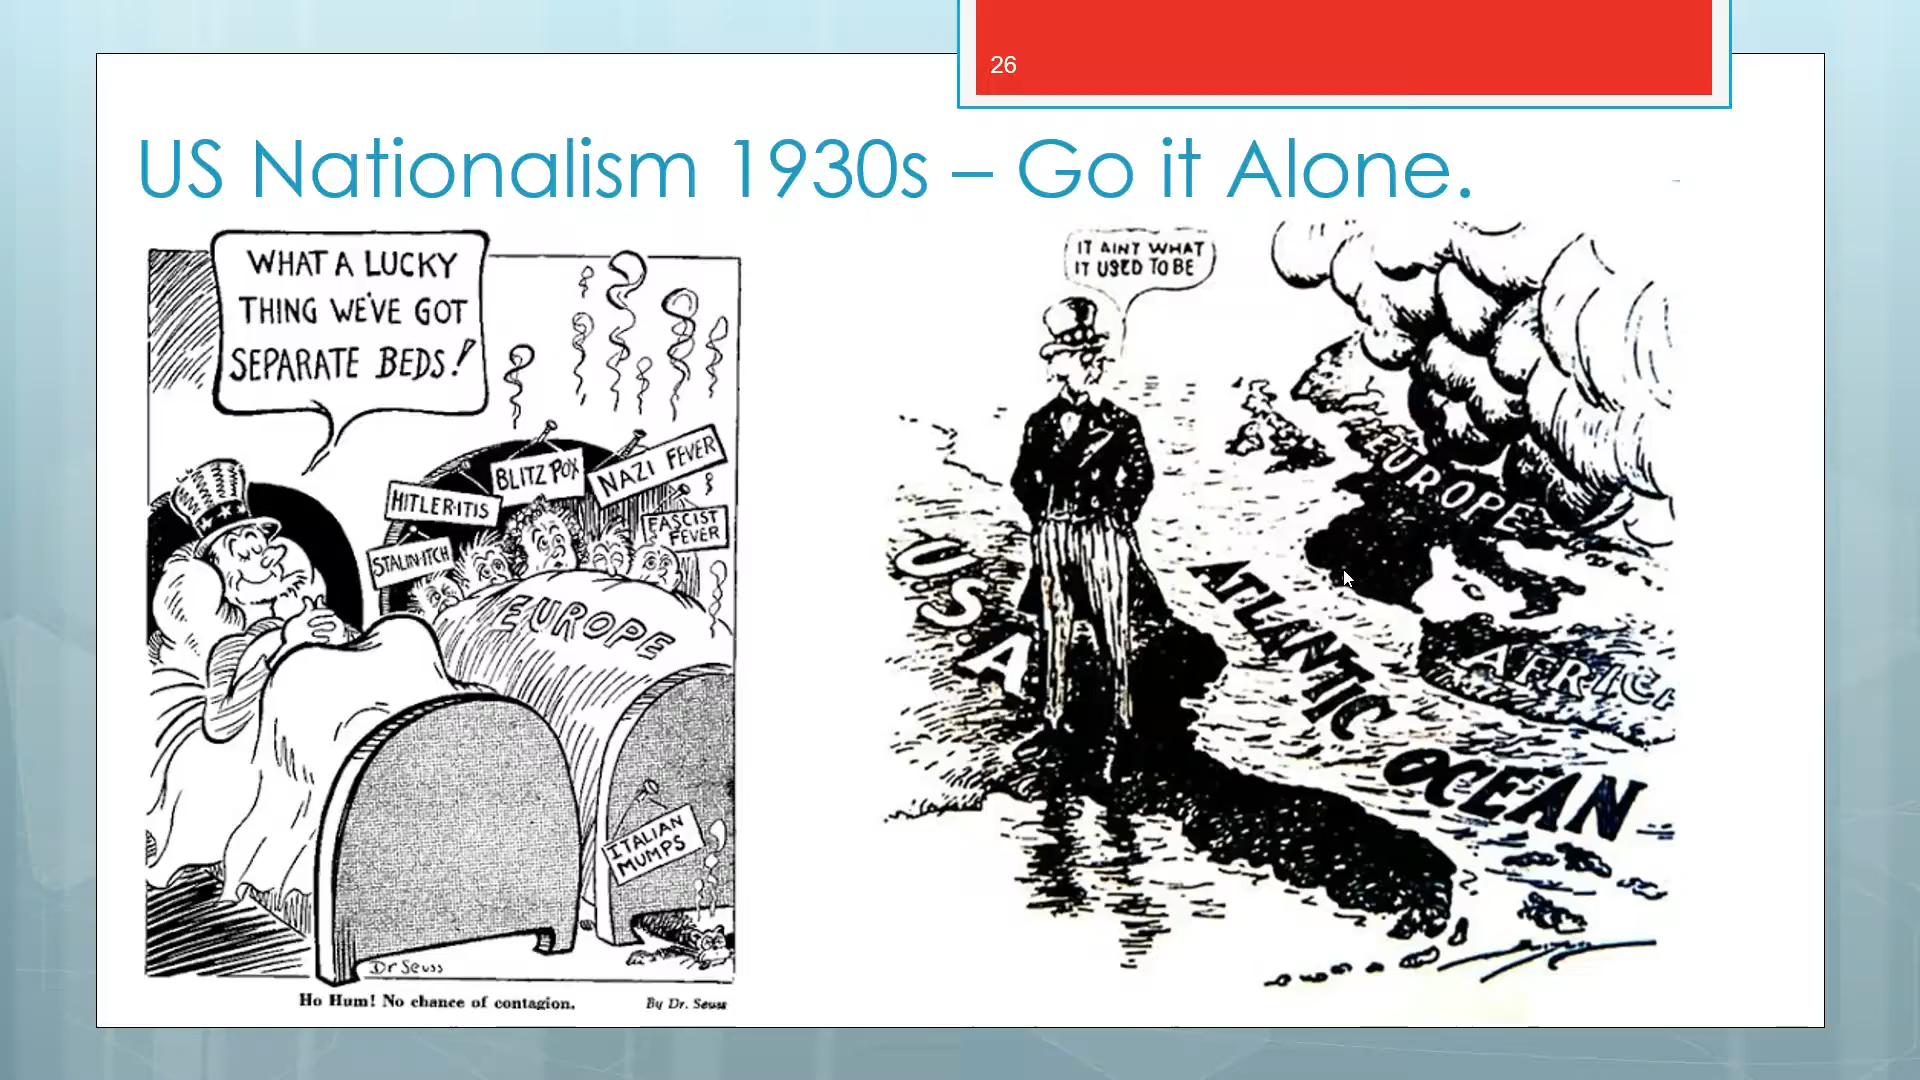 26
US Nationalism 1930s – Go it Alone.
WHAT A LUCKY
THING WE'VE GOT
SEPARATE BEDS!
HITLERITIS
BLITZ POX
NAZI FEVER
STALIN-ITCH
FASCIST
FEVER
EUROPE
ITALIAN
MUMPS
Dr Seuss
Ho Hum! No chance of contagion.
By Dr. Seuss
IT AINT WHAT
IT USED TO BE
EUROPE
U.S.A
ATLANTIC OCEAN
AFRICA